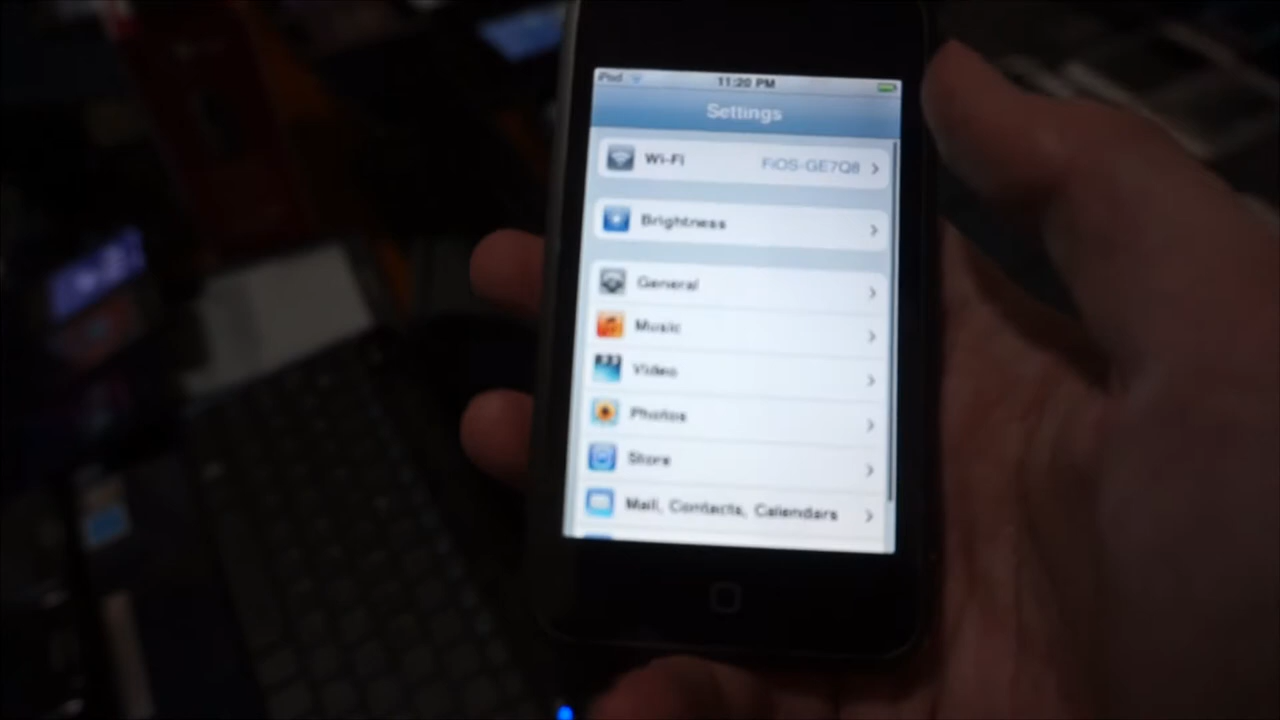 iPod 11:20 PM
Settings
Wi-Fi FiOS-GE7Q8
Brightness
General
Music
Video
Photos
Store
Mail, Contacts, Calendars